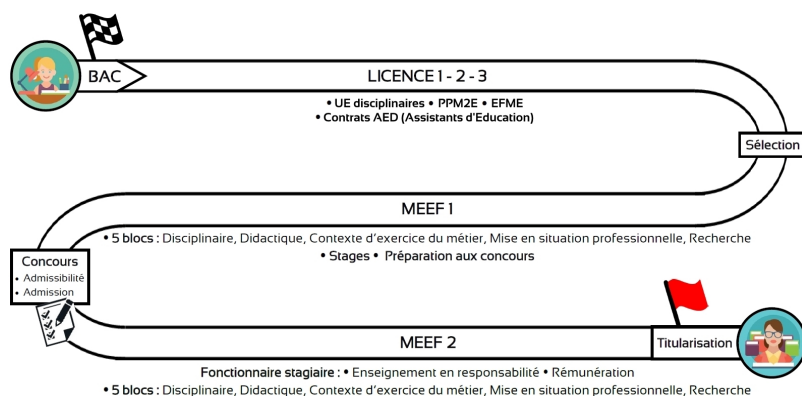 BAC
LICENCE 1 - 2 - 3
• UE disciplinaires • PPM2E • EFME
• Contrats AED (Assistants d'Education)
Sélection
MEEF 1
• 5 blocs : Disciplinaire, Didactique, Contexte d'exercice du métier, Mise en situation professionnelle, Recherche
• Stages • Préparation aux concours
Concours
• Admissibilité
• Admission
MEEF 2
Titularisation
Fonctionnaire stagiaire : • Enseignement en responsabilité • Rémunération
• 5 blocs : Disciplinaire, Didactique, Contexte d'exercice du métier, Mise en situation professionnelle, Recherche